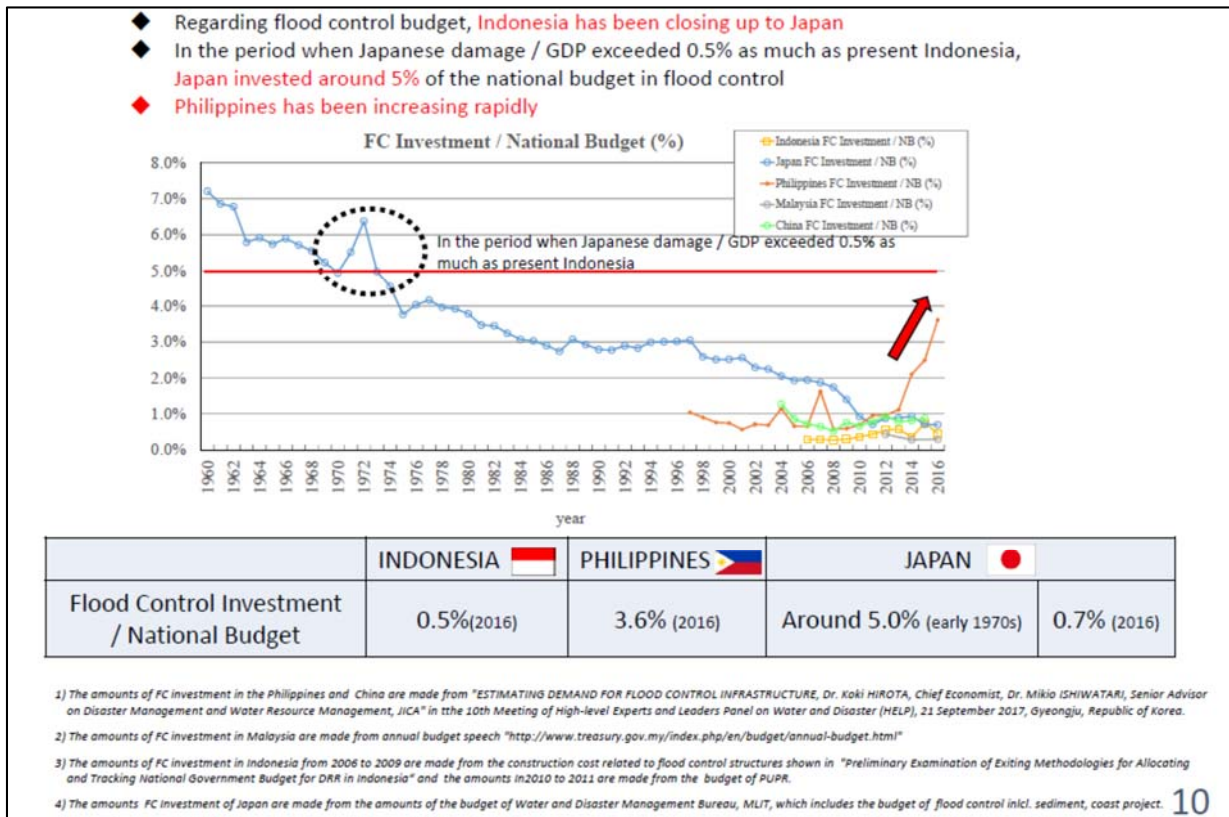 Regarding flood control budget, Indonesia has been closing up to Japan
In the period when Japanese damage / GDP exceeded 0.5% as much as present Indonesia,
Japan invested around 5% of the national budget in flood control
Philippines has been increasing rapidly
FC Investment / National Budget (%)
Indonesia FC Investment / NB (%)
Japan FC Investment / NB (%)
Philippines FC Investment / NB (%)
Malaysia FC Investment / NB (%)
China FC Investment / NB (%)
8.0%
7.0%
6.0%
5.0%
4.0%
3.0%
2.0%
1.0%
0.0%
In the period when Japanese damage / GDP exceeded 0.5% as
much as present Indonesia
1960 1962 1964 1966 1968 1970 1972 1974 1976 1978 1980 1982 1984 1986 1988 1990 1992 1994 1996 1998 2000 2002 2004 2006 2008 2010 2012 2014 2016
year
INDONESIA PHILIPPINES JAPAN
Flood Control Investment
/ National Budget
0.5%(2016) 3.6% (2016) Around 5.0% (early 1970s) 0.7% (2016)
1) The amounts of FC investment in the Philippines and China are made from "ESTIMATING DEMAND FOR FLOOD CONTROL INFRASTRUCTURE, Dr. Koki HIROTA, Chief Economist, Dr. Mikio ISHIWATARI, Senior Advisor
on Disaster Management and Water Resource Management, JICA" in tthe 10th Meeting of High-level Experts and Leaders Panel on Water and Disaster (HELP), 21 September 2017, Gyeongju, Republic of Korea.
2) The amounts of FC investment in Malaysia are made from annual budget speech "http://www.treasury.gov.my/index.php/en/budget/annual-budget.html"
3) The amounts of FC investment in Indonesia from 2006 to 2009 are made from the construction cost related to flood control structures shown in "Preliminary Examination of Exiting Methodologies for Allocating
and Tracking National Government Budget for DRR in Indonesia" and the amounts In2010 to 2011 are made from the budget of PUPR.
4) The amounts FC Investment of Japan are made from the amounts of the budget of Water and Disaster Management Bureau, MLIT, which includes the budget of flood control inlcl. sediment, coast project.
10